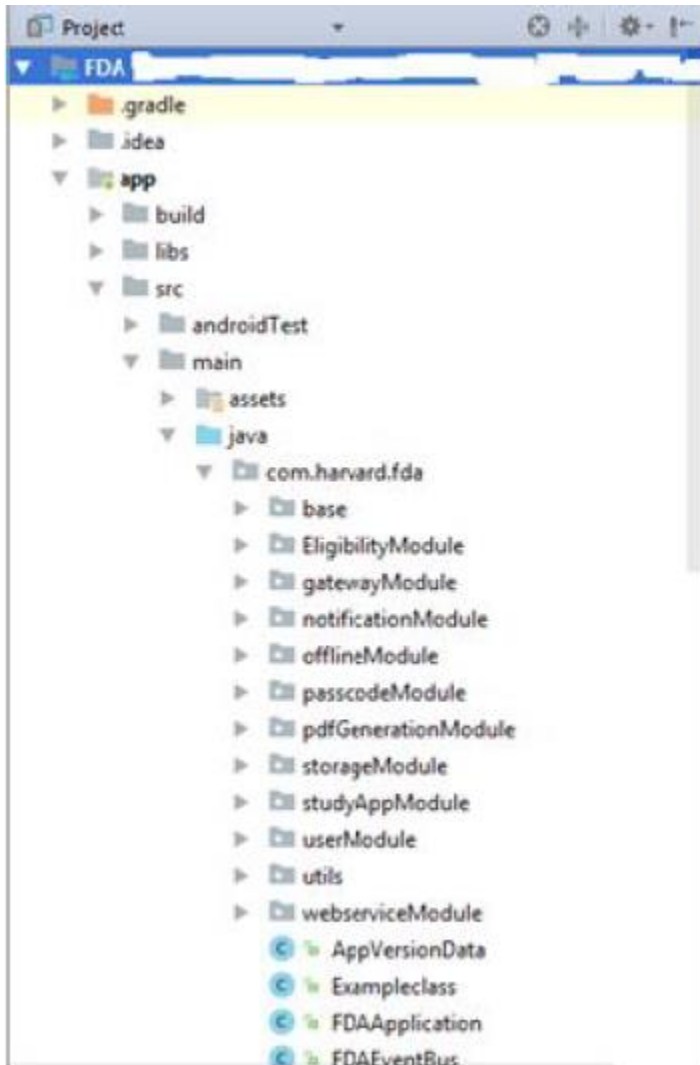 Project
FDA
.gradle
.idea
app
build
libs
src
androidTest
main
assets
java
com.harvard.fda
base
EligibilityModule
gatewayModule
notificationModule
offlineModule
passcodeModule
pdfGenerationModule
storageModule
studyAppModule
userModule
utils
webserviceModule
C AppVersionData
C Exampleclass
C FDAApplication
C FDAEventBus